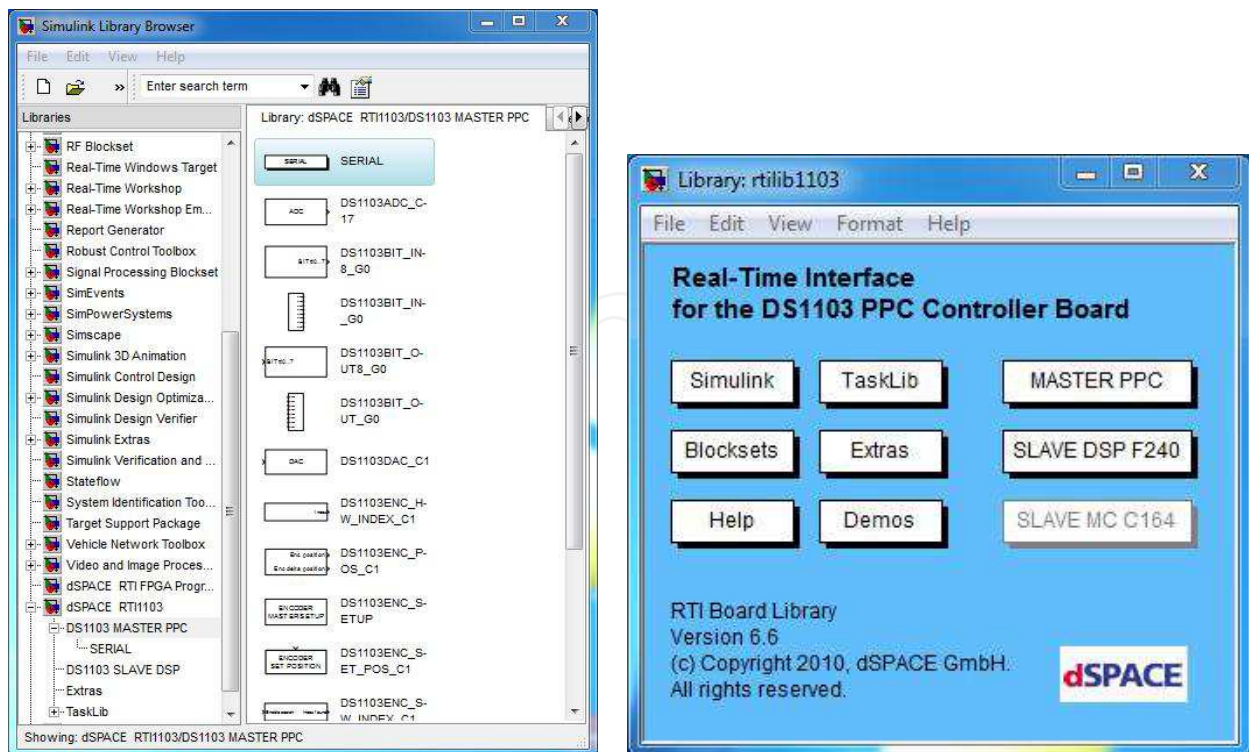 Simulink Library Browser
File Edit View Help
» Enter search term
Libraries
RF Blockset
Real-Time Windows Target
Real-Time Workshop
Real-Time Workshop Em...
Report Generator
Robust Control Toolbox
Signal Processing Blockset
SimEvents
SimPowerSystems
Simscape
Simulink 3D Animation
Simulink Control Design
Simulink Design Optimiza...
Simulink Design Verifier
Simulink Extras
Simulink Verification and ...
Stateflow
System Identification Too...
Target Support Package
Vehicle Network Toolbox
Video and Image Proces...
dSPACE RTI FPGA Progr...
dSPACE RTI1103
DS1103 MASTER PPC
SERIAL
DS1103 SLAVE DSP
Extras
TaskLib
Library: dSPACE RTI1103/DS1103 MASTER PPC
SERIAL SERIAL
ADC DS1103ADC_C-
17
DS1103BIT_IN-
8_G0
DS1103BIT_IN-
_G0
DS1103BIT_O-
UT8_G0
DS1103BIT_O-
UT_G0
DAC DS1103DAC_C1
DS1103ENC_H-
W_INDEX_C1
Enc position DS1103ENC_P-
Enc delta position OS_C1
ENCODER DS1103ENC_S-
MASTER SETUP ETUP
ENCODER DS1103ENC_S-
SET POSITION ET_POS_C1
DS1103ENC_S-
W_INDEX_C1
Showing: dSPACE RTI1103/DS1103 MASTER PPC
Library: rtilib1103
File Edit View Format Help
Real-Time Interface
for the DS1103 PPC Controller Board
Simulink TaskLib MASTER PPC
Blocksets Extras SLAVE DSP F240
Help Demos SLAVE MC C164
RTI Board Library
Version 6.6
(c) Copyright 2010, dSPACE GmbH.
All rights reserved.
dSPACE